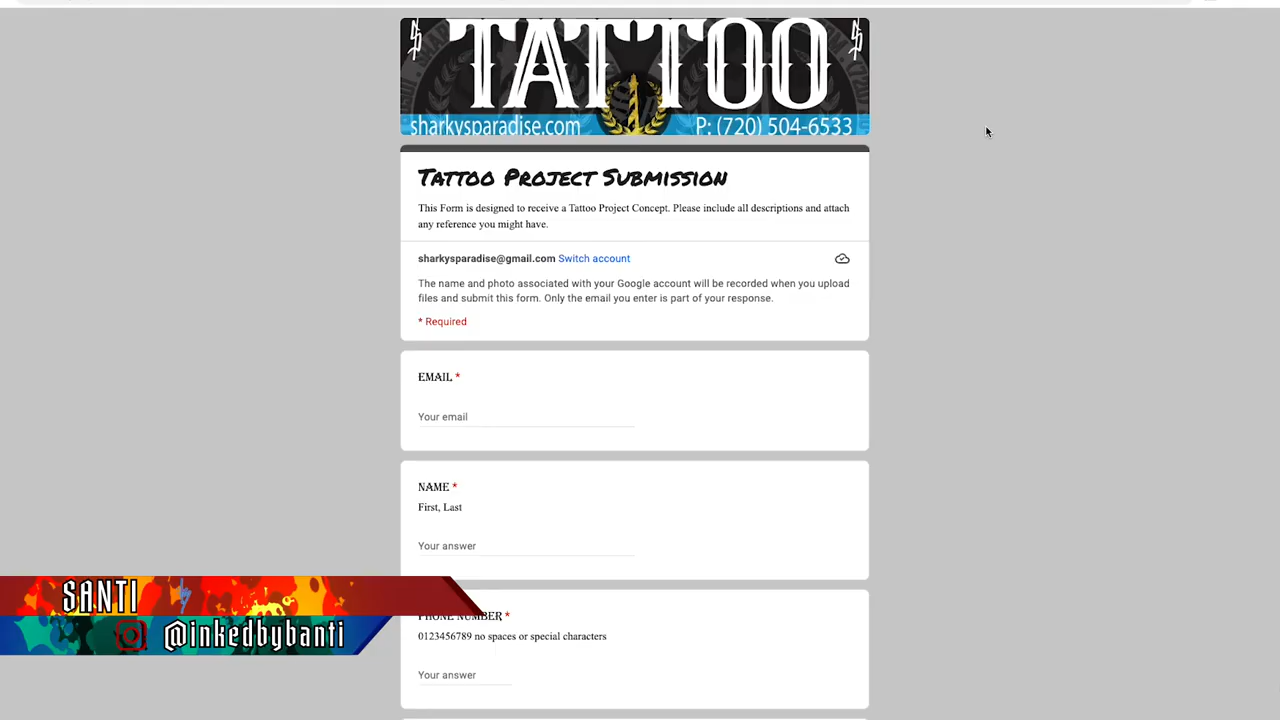 TATTOO
sharkysparadise.com P: (720) 504-6533
Tattoo Project Submission
This Form is designed to receive a Tattoo Project Concept. Please include all descriptions and attach
any reference you might have.
sharkysparadise@gmail.com Switch account
The name and photo associated with your Google account will be recorded when you upload
files and submit this form. Only the email you enter is part of your response.
* Required
EMAIL *
Your email
NAME *
First, Last
Your answer
SANTI
@inkedbybanti
PHONE NUMBER *
0123456789 no spaces or special characters
Your answer